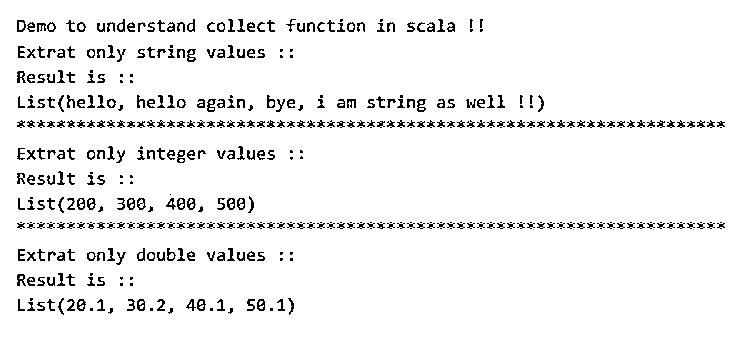 Demo to understand collect function in scala !!
Extrat only string values ::
Result is ::
List(hello, hello again, bye, i am string as well !!)
***********************************************************************
Extrat only integer values ::
Result is ::
List(200, 300, 400, 500)
***********************************************************************
Extrat only double values ::
Result is ::
List(20.1, 30.2, 40.1, 50.1)